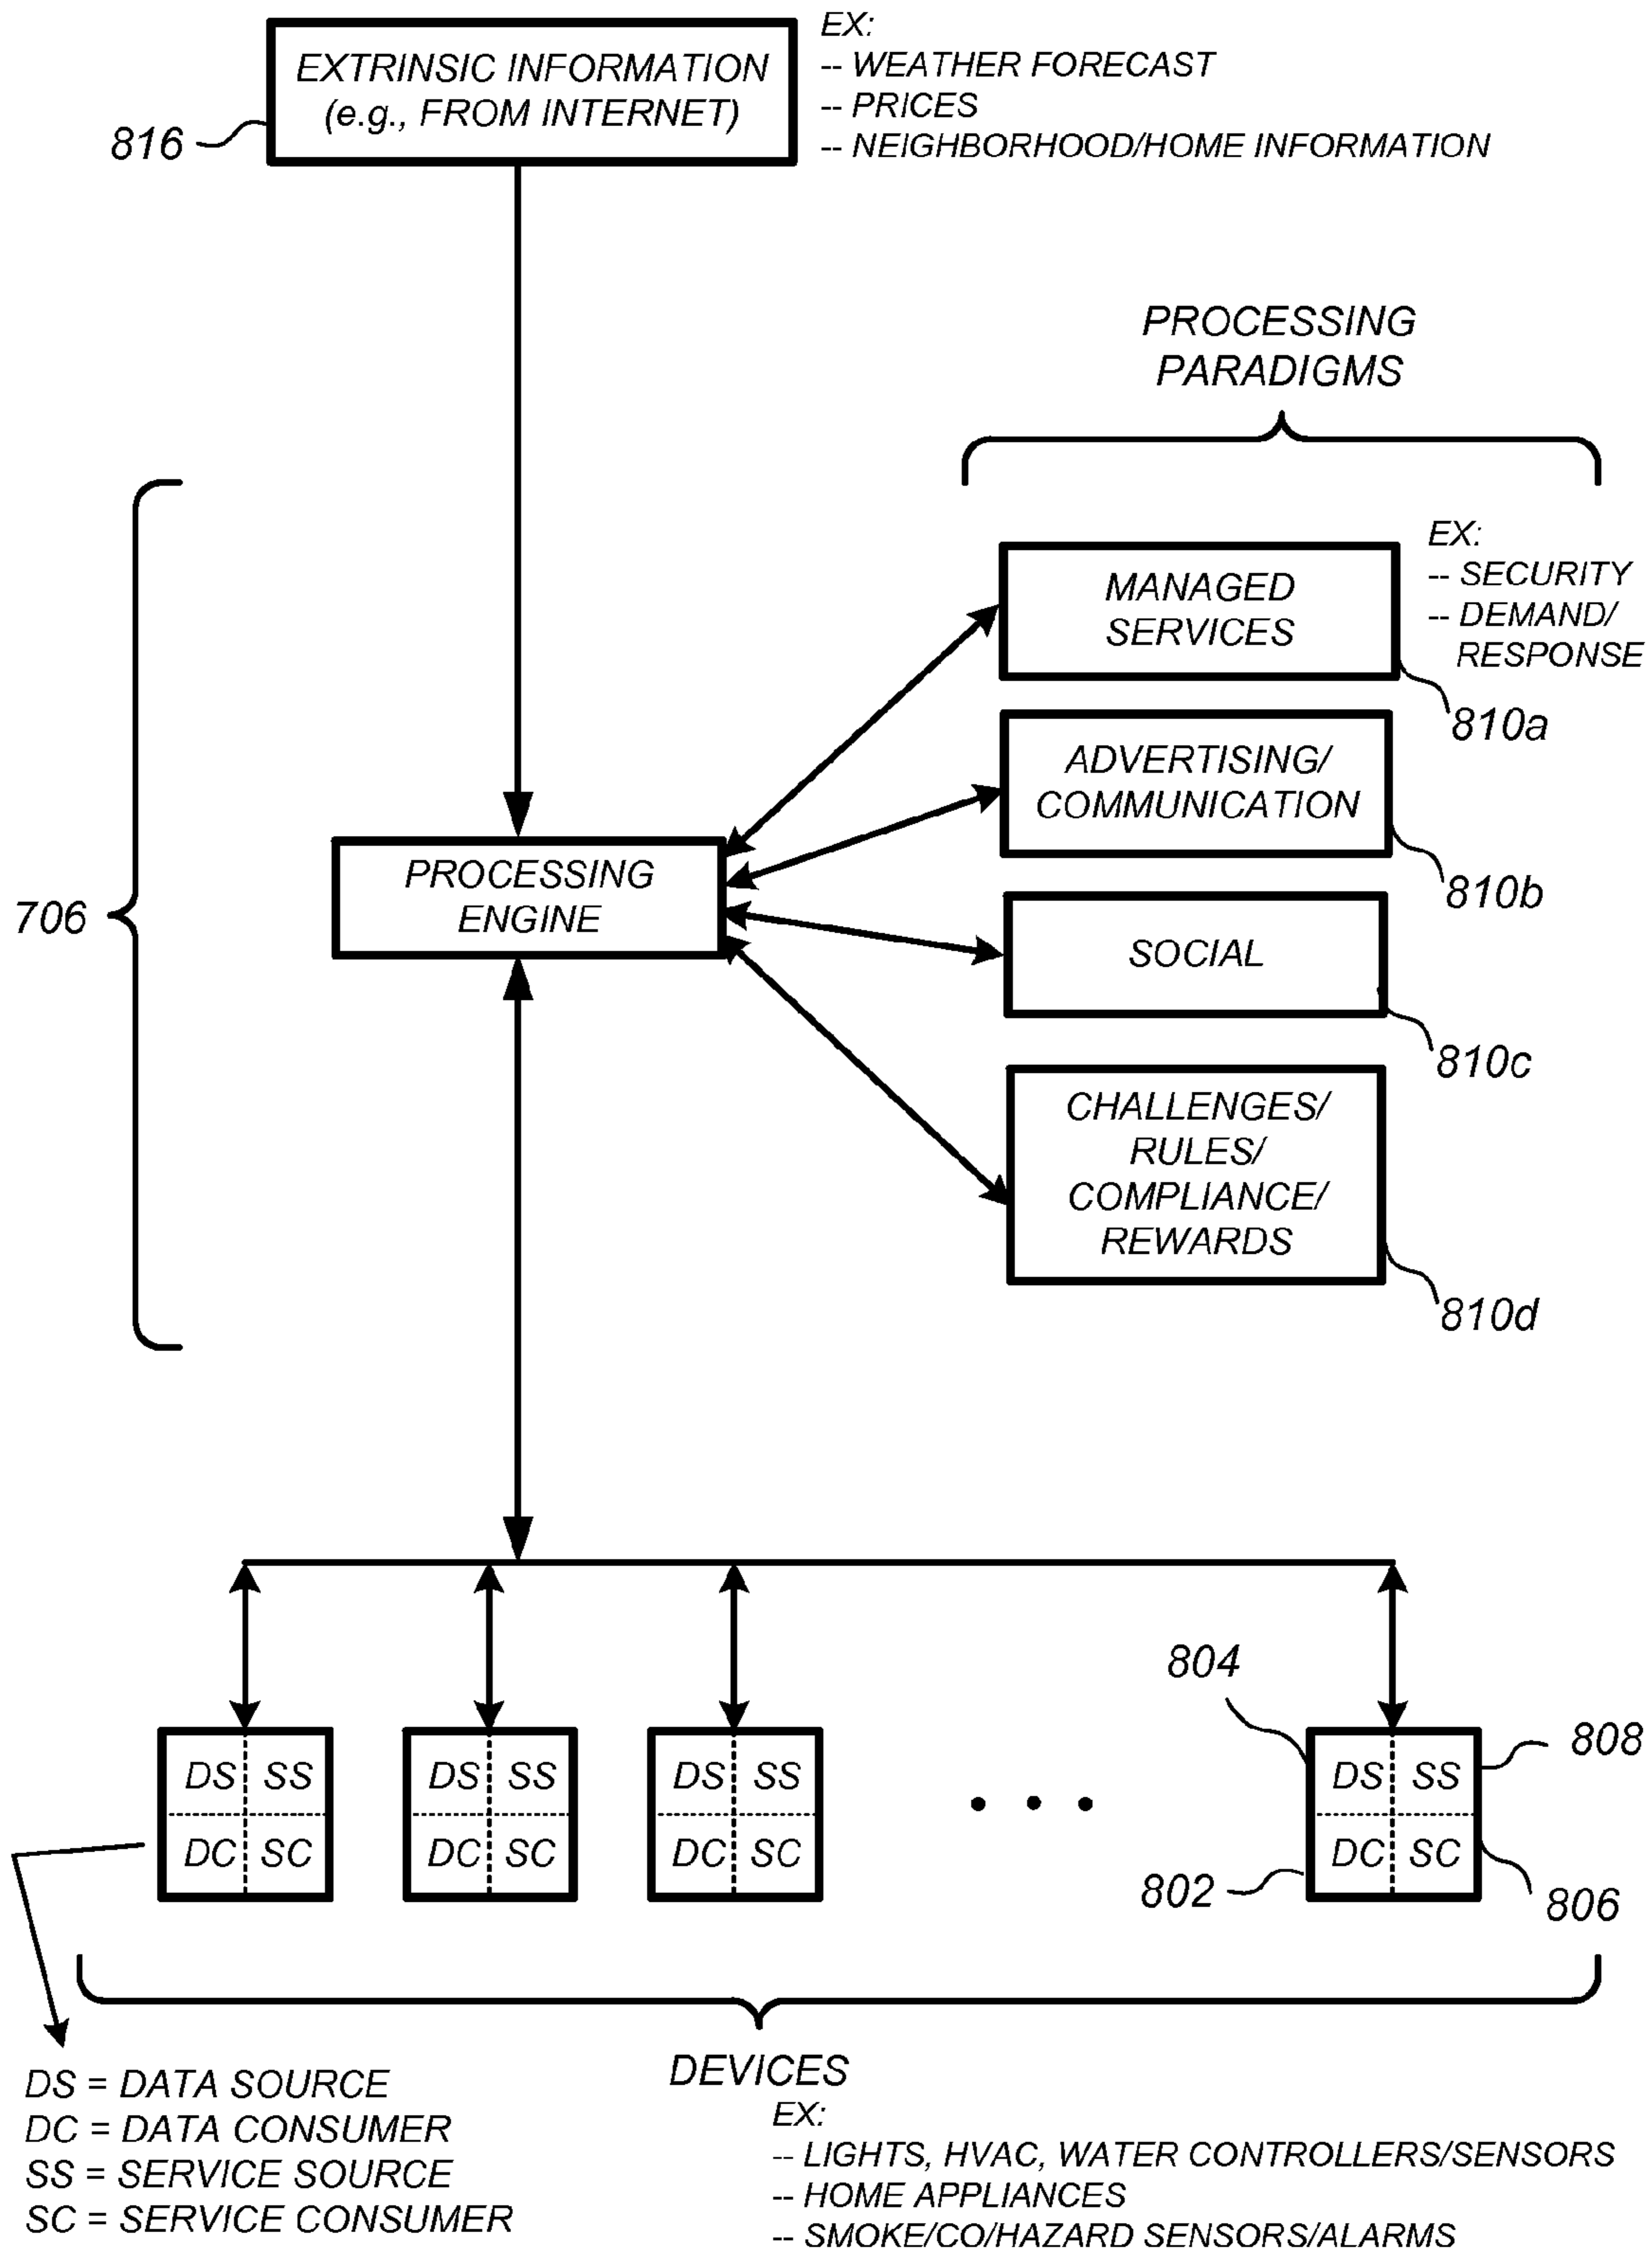 EXTRINSIC INFORMATION
(e.g., FROM INTERNET)
816
EX:
-- WEATHER FORECAST
-- PRICES
-- NEIGHBORHOOD/HOME INFORMATION
PROCESSING
PARADIGMS
706
PROCESSING
ENGINE
MANAGED
SERVICES
EX:
-- SECURITY
-- DEMAND/
RESPONSE
810a
ADVERTISING/
COMMUNICATION
810b
SOCIAL
810c
CHALLENGES/
RULES/
COMPLIANCE/
REWARDS
810d
DS SS
DC SC
DS SS
DC SC
DS SS
DC SC
804
DS SS
DC SC
808
802
806
DS = DATA SOURCE
DC = DATA CONSUMER
SS = SERVICE SOURCE
SC = SERVICE CONSUMER
DEVICES
EX:
-- LIGHTS, HVAC, WATER CONTROLLERS/SENSORS
-- HOME APPLIANCES
-- SMOKE/CO/HAZARD SENSORS/ALARMS